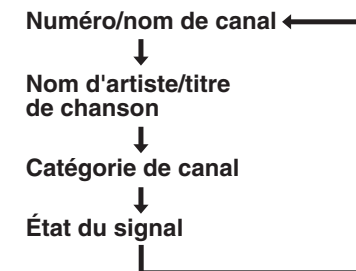 Numéro/nom de canal
Nom d'artiste/titre
de chanson
Catégorie de canal
État du signal